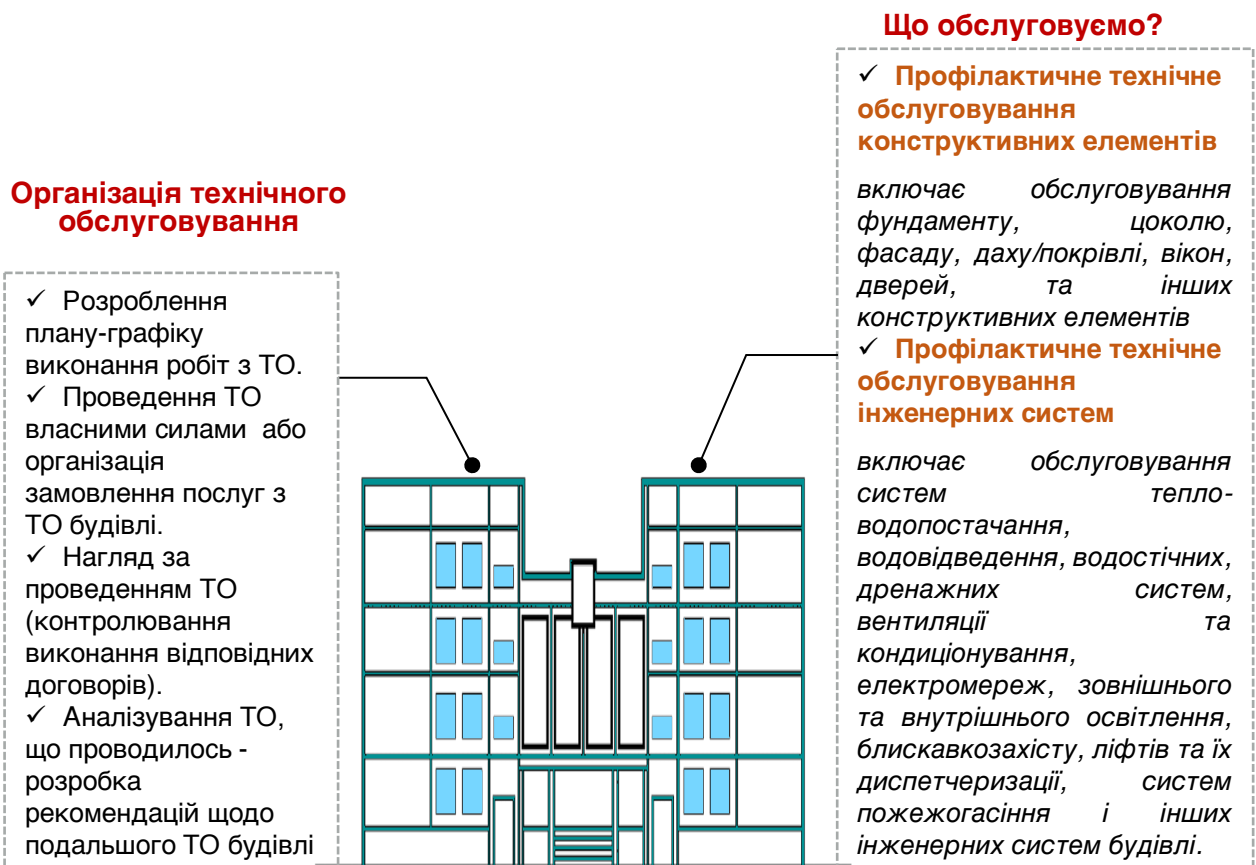 Організація технічного
обслуговування
✓ Розроблення
плану-графіку
виконання робіт з ТО.
✓ Проведення ТО
власними силами або
організація
замовлення послуг з
ТО будівлі.
✓ Нагляд за
проведенням ТО
(контролювання
виконання відповідних
договорів).
✓ Аналізування ТО,
що проводилось -
розробка
рекомендацій щодо
подальшого ТО будівлі
Що обслуговуємо?
✓ Профілактичне технічне
обслуговування
конструктивних елементів
включає обслуговування
фундаменту, цоколю,
фасаду, даху/покрівлі, вікон,
дверей, та інших
конструктивних елементів
✓ Профілактичне технічне
обслуговування
інженерних систем
включає обслуговування
систем тепло-
водопостачання,
водовідведення, водостічних,
дренажних систем,
вентиляції та
кондиціонування,
електромереж, зовнішнього
та внутрішнього освітлення,
блискавкозахісту, ліфтів та їх
диспетчеризації, систем
пожежогасіння і інших
інженерних систем будівлі.